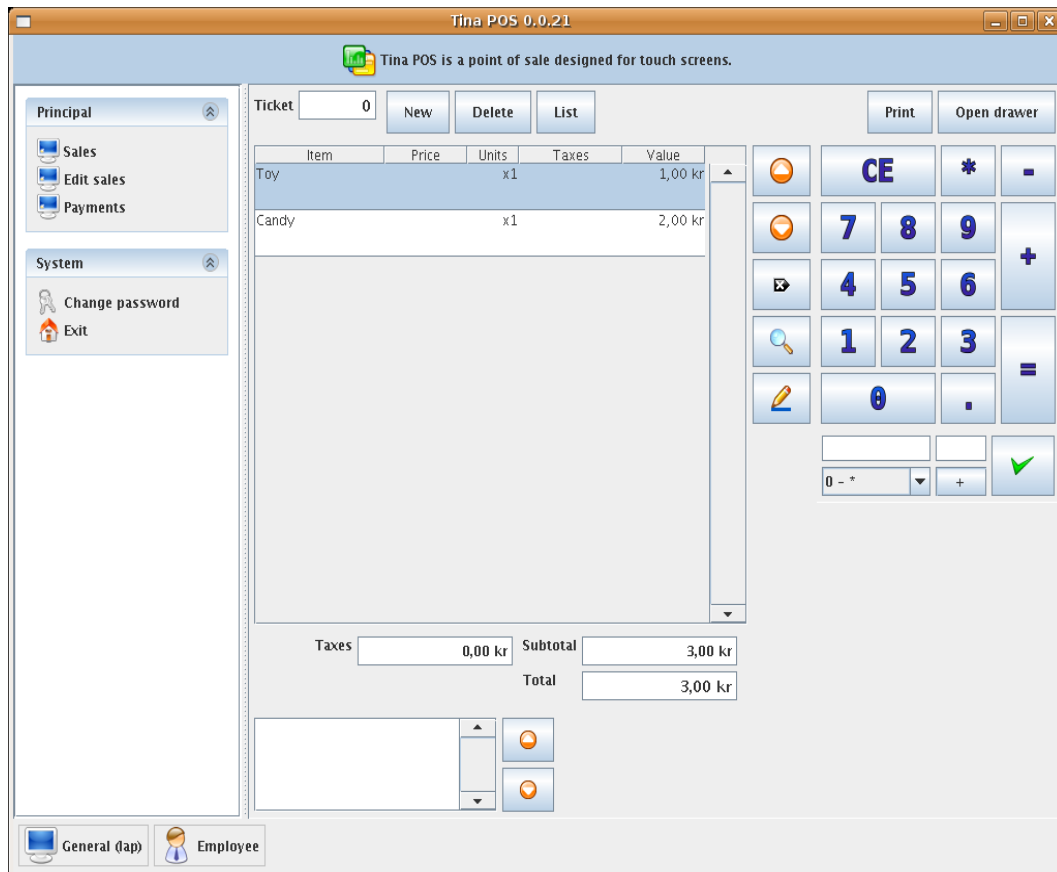 Tina POS 0.0.21
Tina POS is a point of sale designed for touch screens.
Principal
Sales
Edit sales
Payments
System
Change password
Exit
Ticket 0 New Delete List Print Open drawer
Item Price Units Taxes Value
Toy x1 1,00 kr
Candy x1 2,00 kr
CE * -
7 8 9 +
4 5 6
1 2 3 =
0 .
0 - * +
Taxes 0,00 kr Subtotal 3,00 kr
Total 3,00 kr
General (lap) Employee